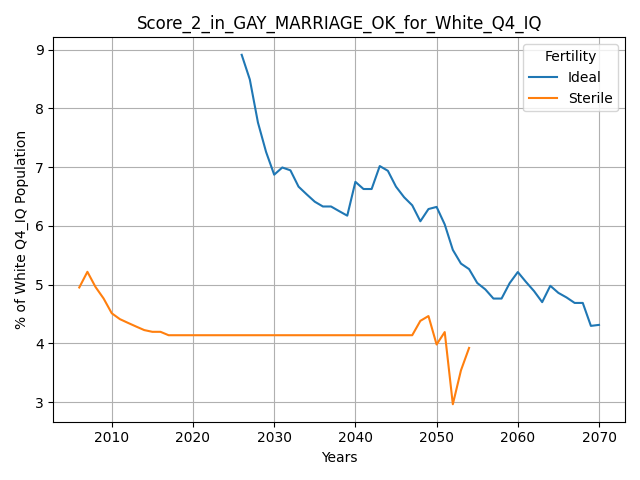 Score_2_in_GAY_MARRIAGE_OK_for_White_Q4_IQ
Fertility
Ideal
Sterile
% of White Q4_IQ Population
9
8
7
6
5
4
3
2010 2020 2030 2040 2050 2060 2070
Years